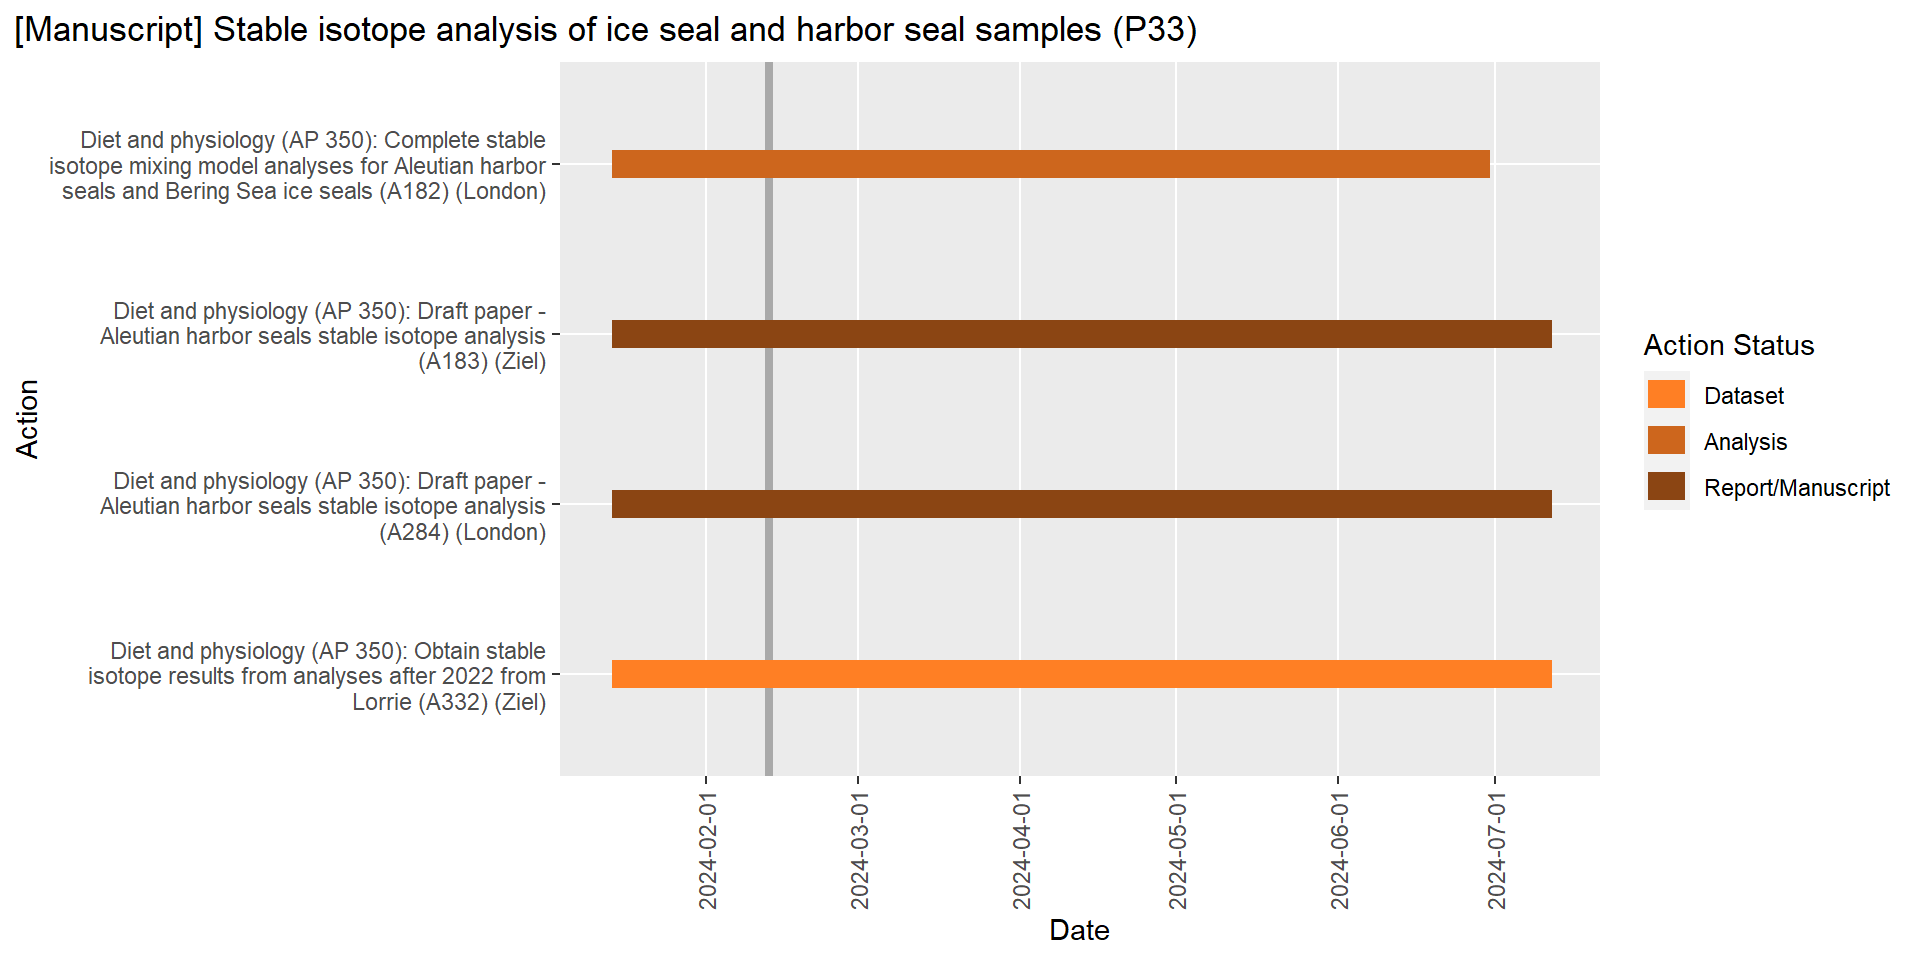 [Manuscript] Stable isotope analysis of ice seal and harbor seal samples (P33)
Diet and physiology (AP 350): Complete stable
isotope mixing model analyses for Aleutian harbor
seals and Bering Sea ice seals (A182) (London)
Diet and physiology (AP 350): Draft paper -
Aleutian harbor seals stable isotope analysis
(A183) (Ziel)
Diet and physiology (AP 350): Draft paper -
Aleutian harbor seals stable isotope analysis
(A284) (London)
Diet and physiology (AP 350): Obtain stable
isotope results from analyses after 2022 from
Lorrie (A332) (Ziel)
Action
2024-02-01
2024-03-01
2024-04-01
2024-05-01
2024-06-01
2024-07-01
Date
Action Status
Dataset
Analysis
Report/Manuscript